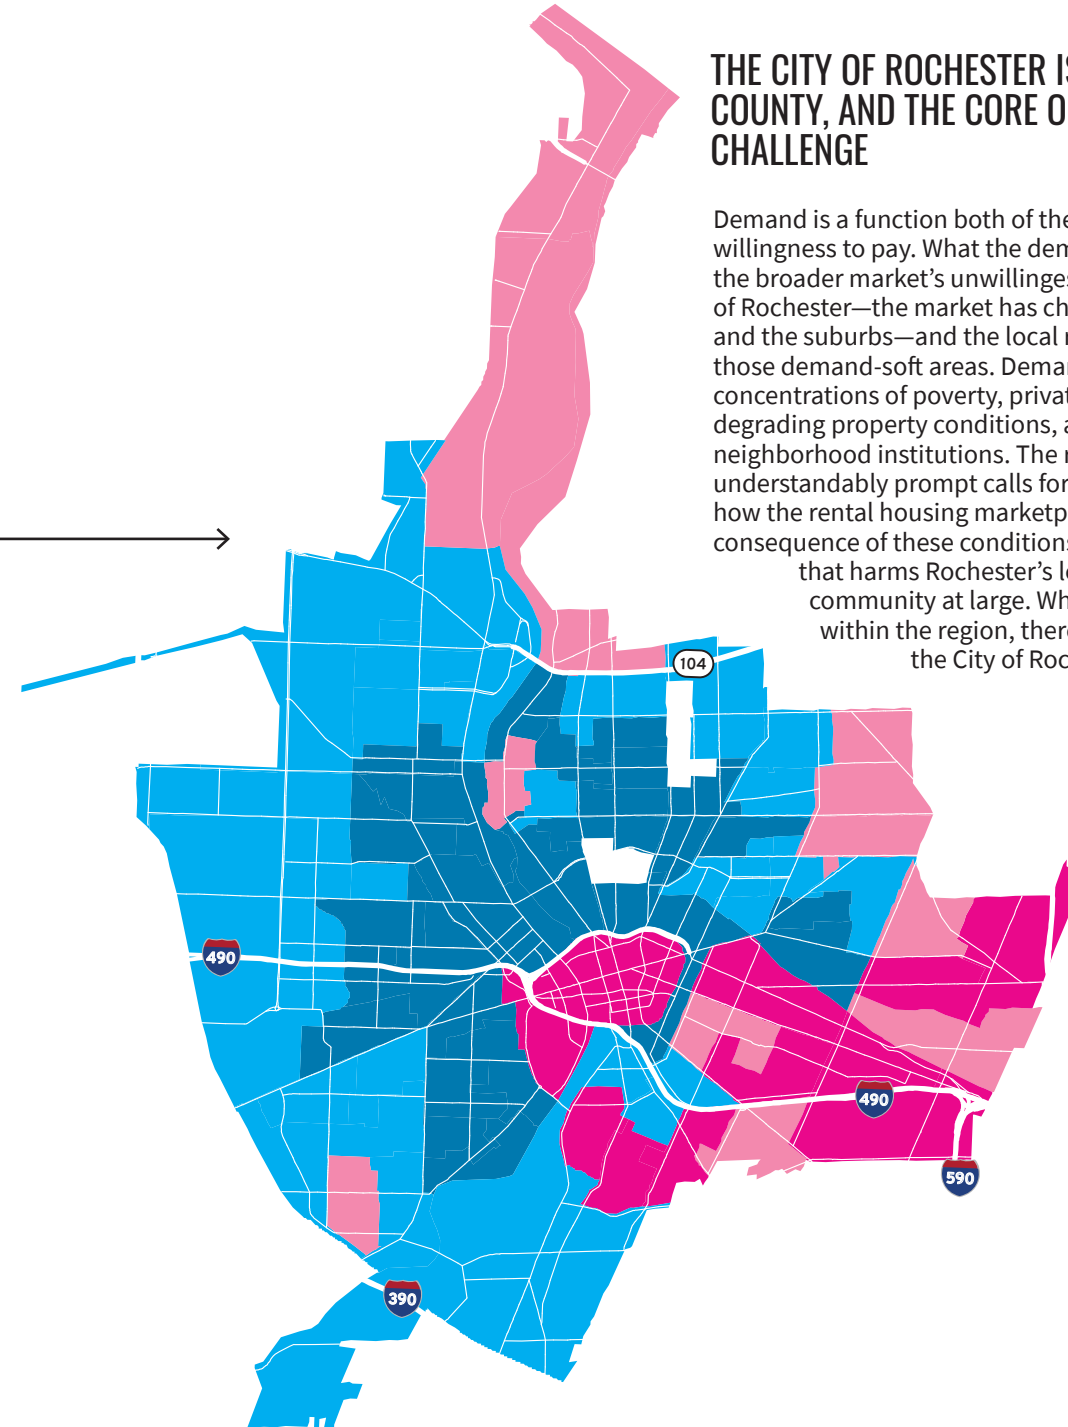 THE CITY OF ROCHESTER IS
COUNTY, AND THE CORE O
CHALLENGE
Demand is a function both of the
willingness to pay. What the dem
the broader market’s unwillinges
of Rochester—the market has ch
and the suburbs—and the local
those demand-soft areas. Dema
concentrations of poverty, privat
degrading property conditions, a
neighborhood institutions. The
understandably prompt calls for
how the rental housing marketp
consequence of these conditions
that harms Rochester’s l
community at large. Wh
within the region, there
the City of Roc
104
490
490
590
390